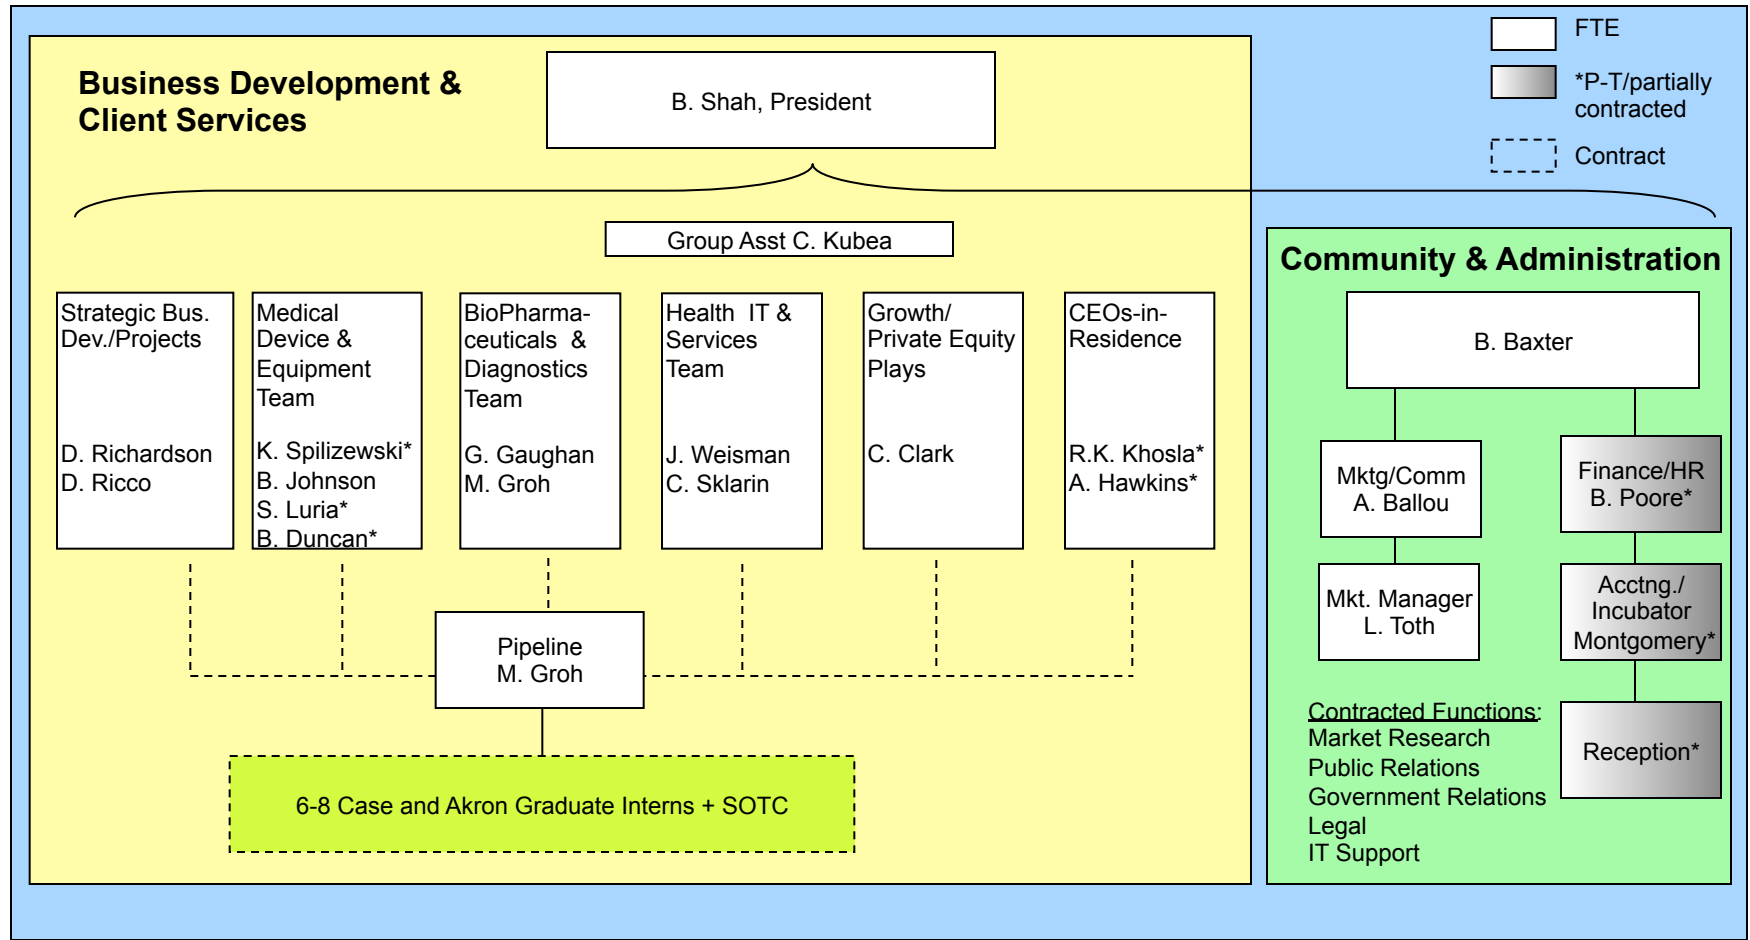 Business Development &
Client Services
B. Shah, President
FTE
*P-T/partially
contracted
Contract
Group Asst C. Kubea
Strategic Bus.
Dev./Projects
D. Richardson
D. Ricco
Medical
Device &
Equipment
Team
K. Spilizewski*
B. Johnson
S. Luria*
B. Duncan*
BioPharma-
ceuticals &
Diagnostics
Team
G. Gaughan
M. Groh
Health IT &
Services
Team
J. Weisman
C. Sklarin
Growth/
Private Equity
Plays
C. Clark
CEOs-in-
Residence
R.K. Khosla*
A. Hawkins*
Pipeline
M. Groh
6-8 Case and Akron Graduate Interns + SOTC
Community & Administration
B. Baxter
Mktg/Comm
A. Ballou
Mkt. Manager
L. Toth
Finance/HR
B. Poore*
Acctng./
Incubator
Montgomery*
Reception*
Contracted Functions:
Market Research
Public Relations
Government Relations
Legal
IT Support